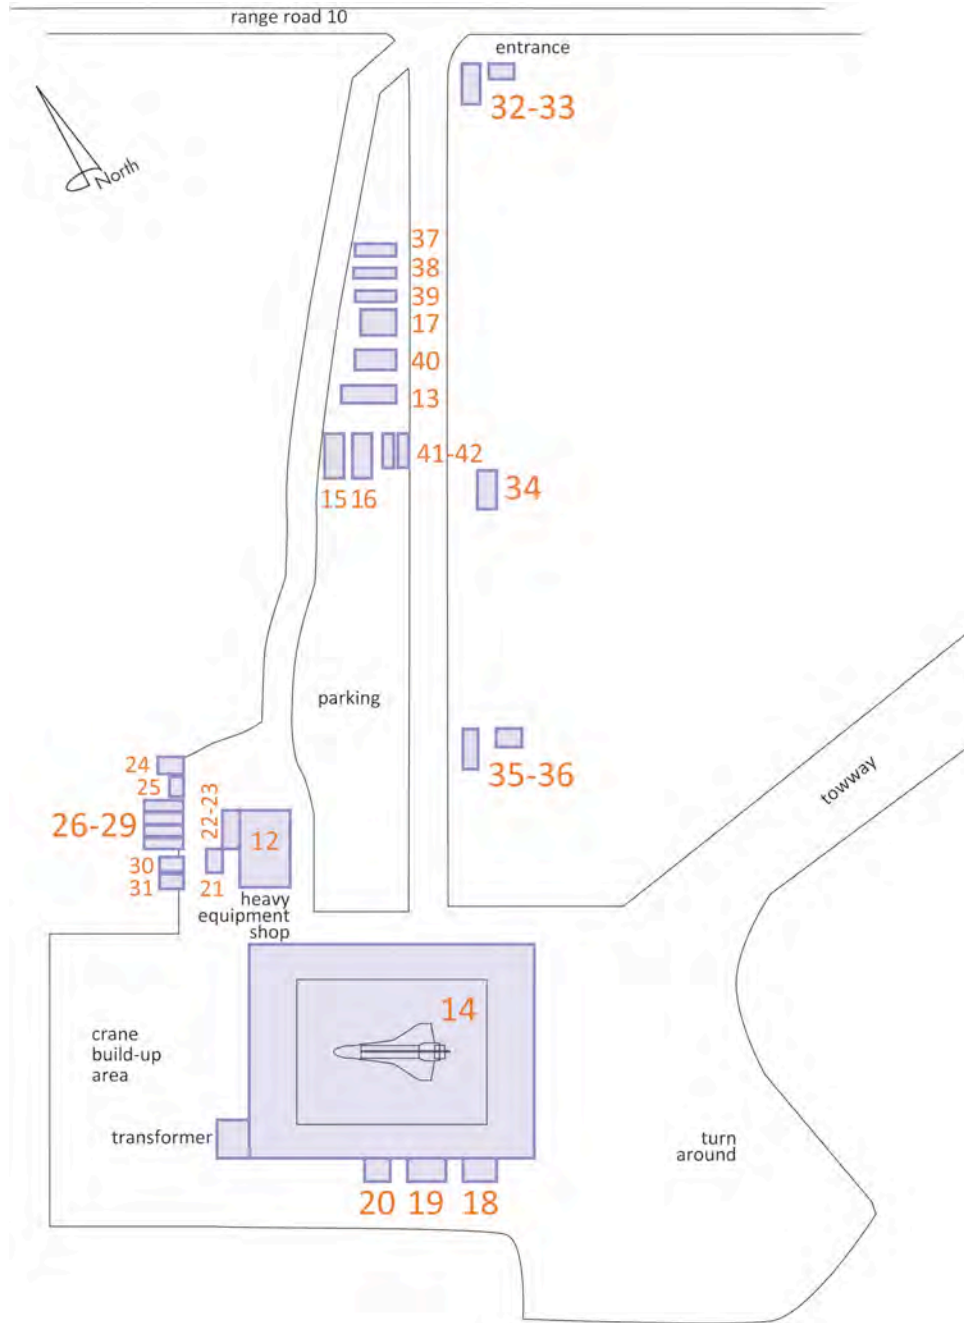 range road 10
entrance
32-33
North
37
38
39
17
40
13
41-42
15
16
34
parking
35-36
towway
24
25
26-29
22-23
12
30
31
21
heavy
equipment
shop
14
crane
build-up
area
transformer
turn
around
20
19
18